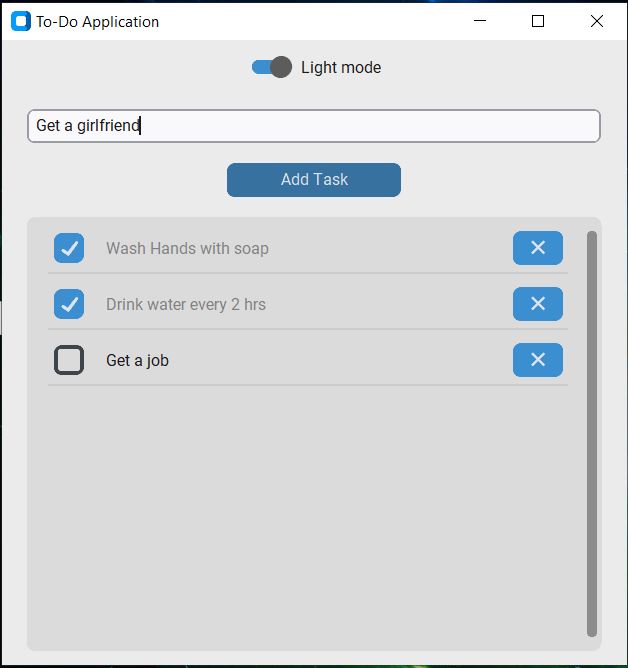 To-Do Application
Light mode
Get a girlfriend
Add Task
Wash Hands with soap
Drink water every 2 hrs
Get a job